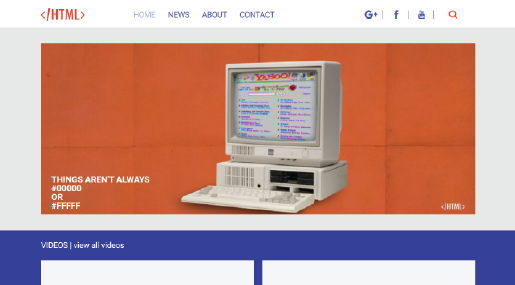 </HTML>
HOME NEWS ABOUT CONTACT
G+ f You Tube
YAHOO!
THINGS AREN'T ALWAYS
#00000
OR
#FFFFF
</HTML>
VIDEOS | view all videos